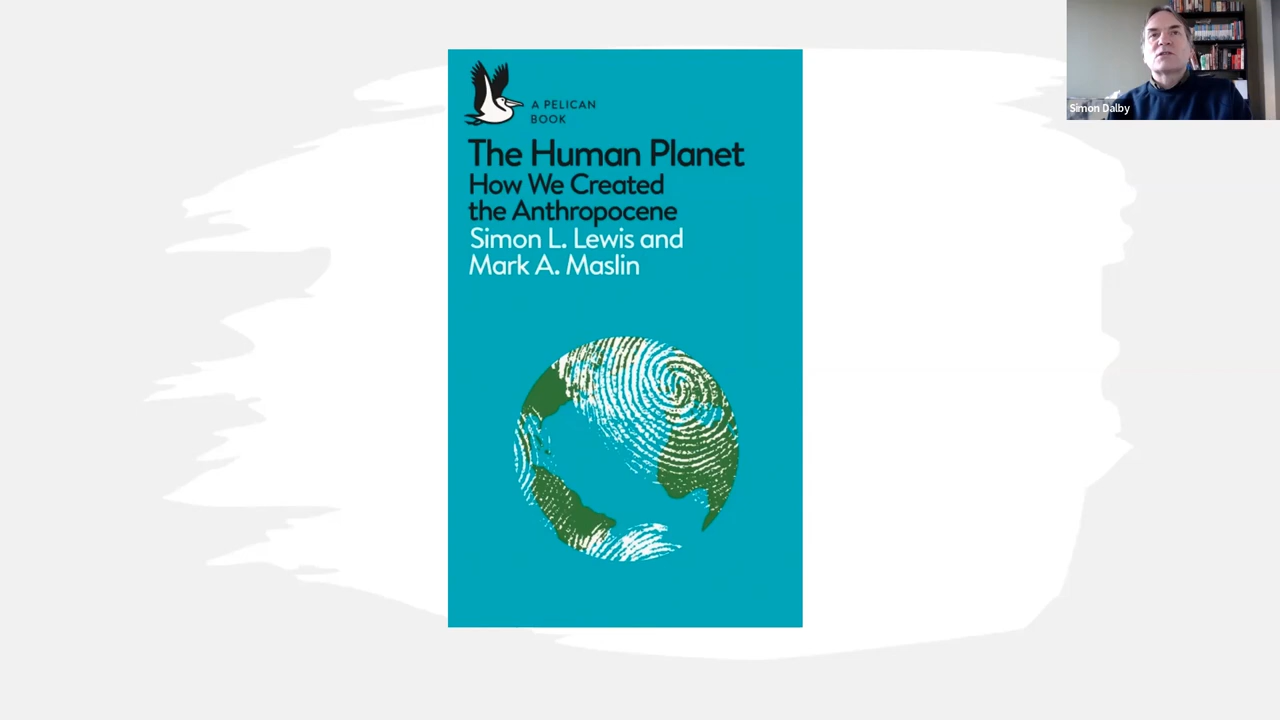 A PELICAN
BOOK
The Human Planet
How We Created
the Anthropocene
Simon L. Lewis and
Mark A. Maslin
Simon Dalby